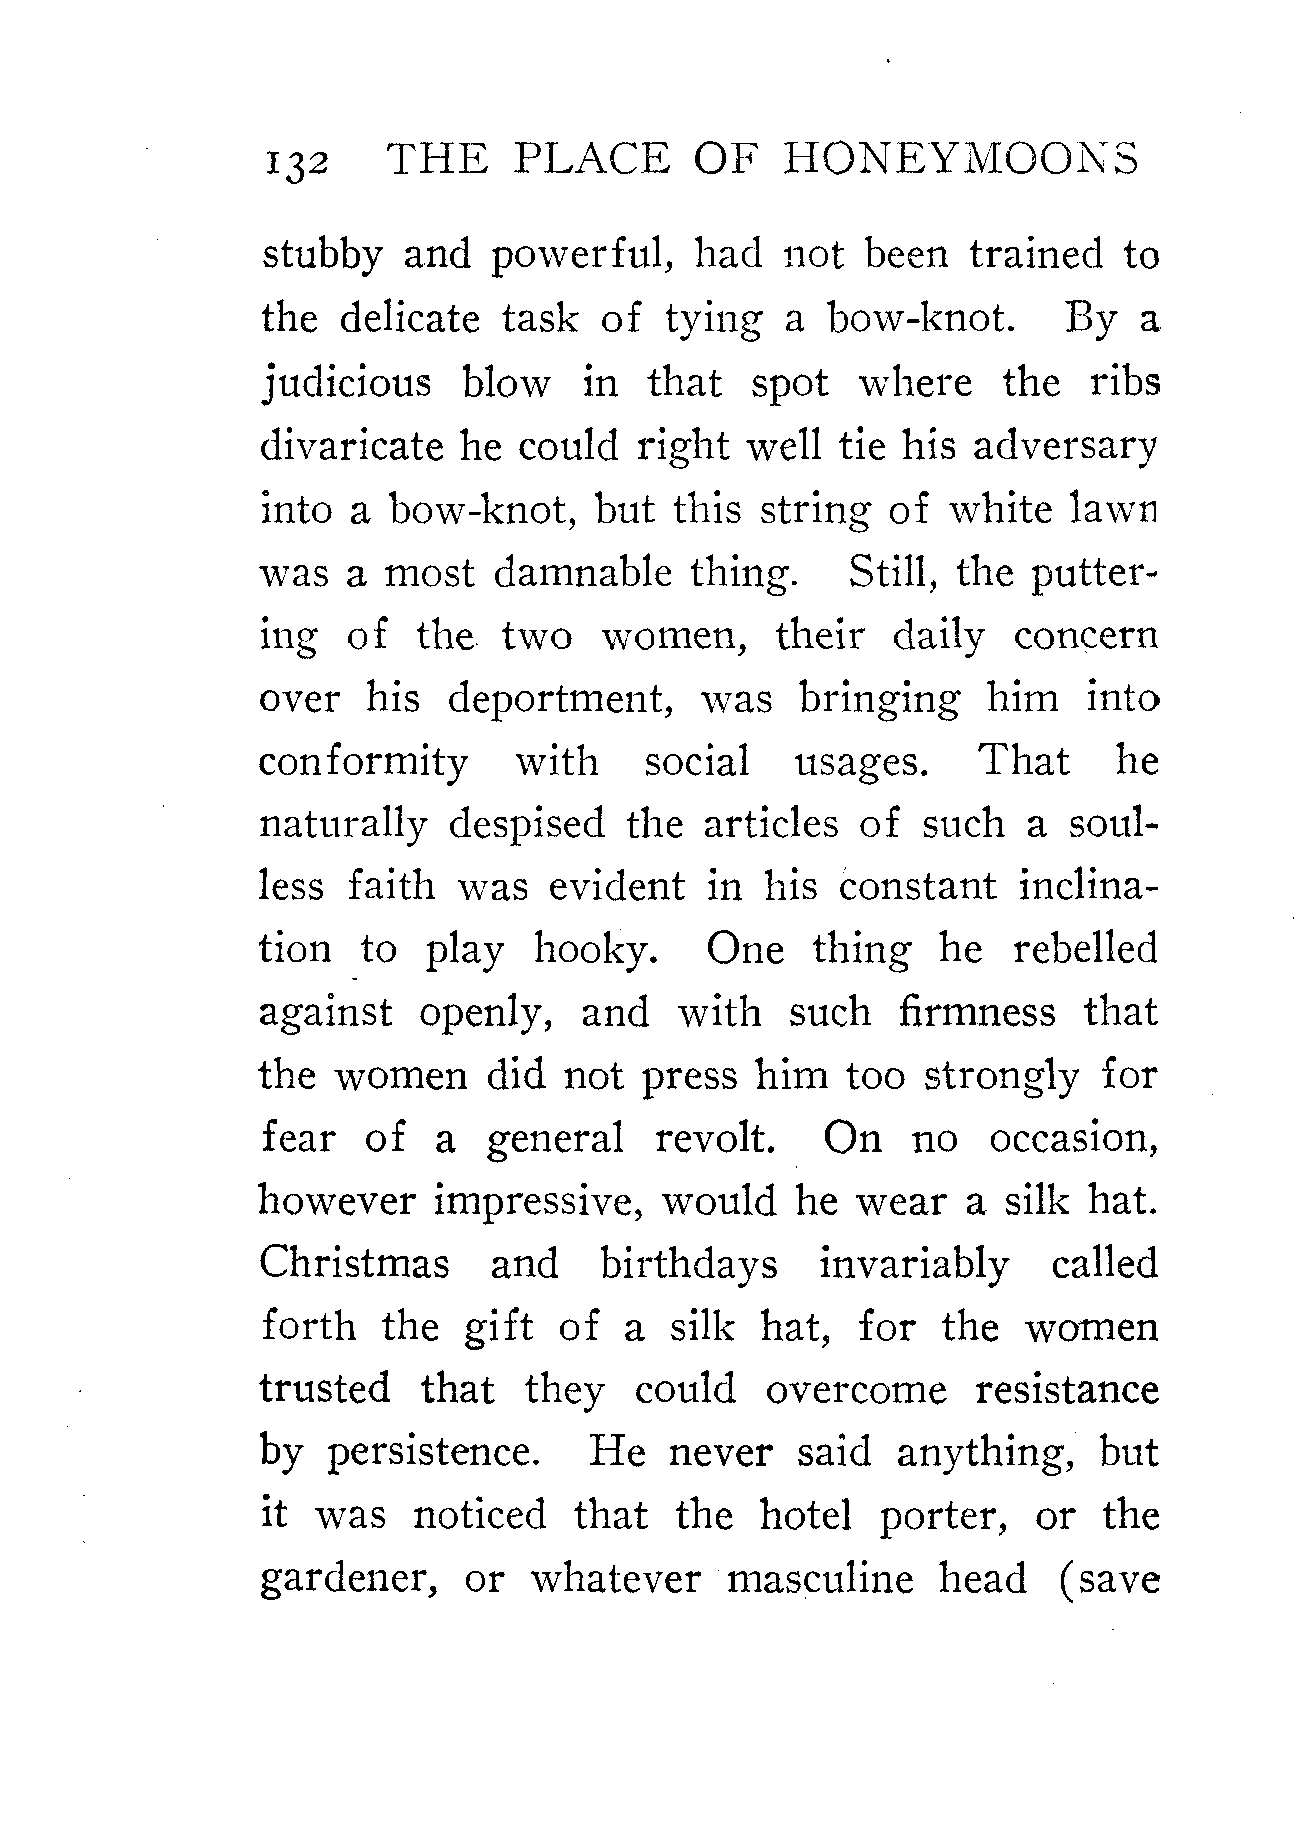 132 THE PLACE OF HONEYMOONS
stubby and powerful, had not been trained to
the delicate task of tying a bow-knot. By a
judicious blow in that spot where the ribs
divaricate he could right well tie his adversary
into a bow-knot, but this string of white lawn
was a most damnable thing. Still, the putter-
ing of the two women, their daily concern
over his deportment, was bringing him into
conformity with social usages. That he
naturally despised the articles of such a soul-
less faith was evident in his constant inclina-
tion to play hooky. One thing he rebelled
against openly, and with such firmness that
the women did not press him too strongly for
fear of a general revolt. On no occasion,
however impressive, would he wear a silk hat.
Christmas and birthdays invariably called
forth the gift of a silk hat, for the women
trusted that they could overcome resistance
by persistence. He never said anything, but
it was noticed that the hotel porter, or the
gardener, or whatever masculine head (save